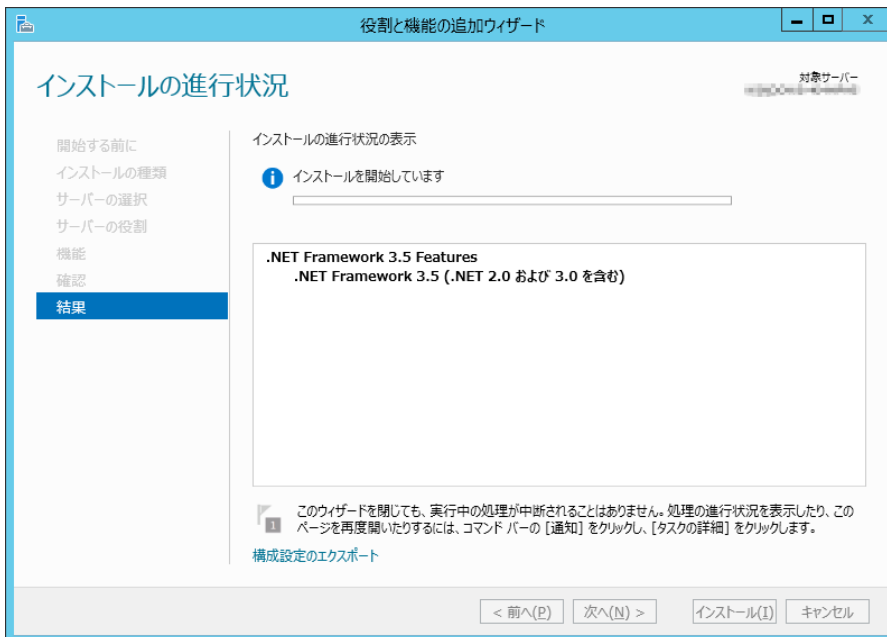 役割と機能の追加ウィザード
インストールの進行状況
対象サーバー
開始する前に
インストールの種類
サーバーの選択
サーバーの役割
機能
確認
結果
インストールの進行状況の表示
インストールを開始しています
.NET Framework 3.5 Features
.NET Framework 3.5 (.NET 2.0 および 3.0 を含む)
1
このウィザードを閉じても、実行中の処理が中断されることはありません。処理の進行状況を表示したり、この
ページを再度開いたりするには、コマンド バーの [通知] をクリックし、[タスクの詳細] をクリックします。
構成設定のエクスポート
< 前へ(P)
次へ(N) >
インストール(I)
キャンセル